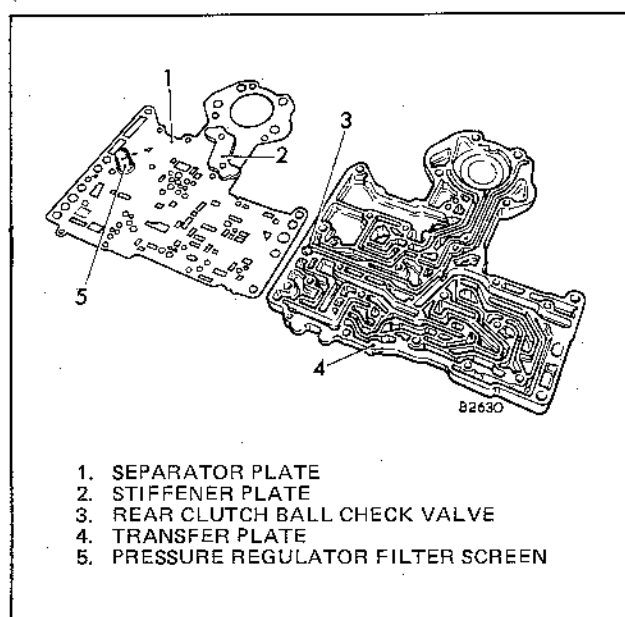 1
2
3
5
4
B2630
1. SEPARATOR PLATE
2. STIFFENER PLATE
3. REAR CLUTCH BALL CHECK VALVE
4. TRANSFER PLATE
5. PRESSURE REGULATOR FILTER SCREEN